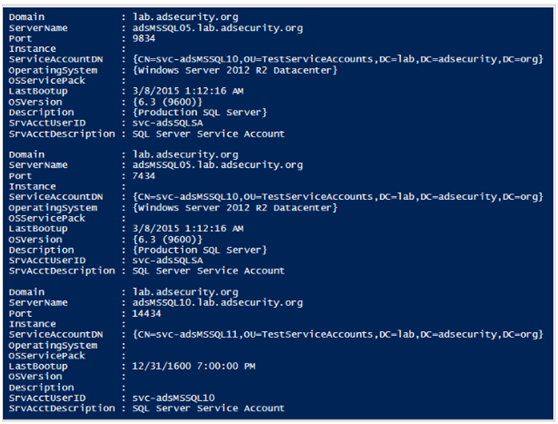 Domain : lab.adsecurity.org
ServerName : adsMSSQL05.lab.adsecurity.org
Port : 9834
Instance :
ServiceAccountDN : {CN=svc-adsMSSQL10,OU=TestServiceAccounts,DC=lab,DC=adsecurity,DC=org}
OperatingSystem : {Windows Server 2012 R2 Datacenter}
OSServicePack :
LastBootup : 3/8/2015 1:12:16 AM
OSVersion : {6.3 (9600)}
Description : {Production SQL Server}
SrvAcctUserID : svc-adsSQLSA
SrvAcctDescription : SQL Server Service Account
Domain : lab.adsecurity.org
ServerName : adsMSSQL05.lab.adsecurity.org
Port : 7434
Instance :
ServiceAccountDN : {CN=svc-adsMSSQL10,OU=TestServiceAccounts,DC=lab,DC=adsecurity,DC=org}
OperatingSystem : {Windows Server 2012 R2 Datacenter}
OSServicePack :
LastBootup : 3/8/2015 1:12:16 AM
OSVersion : {6.3 (9600)}
Description : {Production SQL Server}
SrvAcctUserID : svc-adsSQLSA
SrvAcctDescription : SQL Server Service Account
Domain : lab.adsecurity.org
ServerName : adsMSSQL10.lab.adsecurity.org
Port : 14434
Instance :
ServiceAccountDN : {CN=svc-adsMSSQL11,OU=TestServiceAccounts,DC=lab,DC=adsecurity,DC=org}
OperatingSystem :
OSServicePack :
LastBootup : 12/31/1600 7:00:00 PM
OSVersion :
Description :
SrvAcctUserID : svc-adsMSSQL10
SrvAcctDescription : SQL Server Service Account